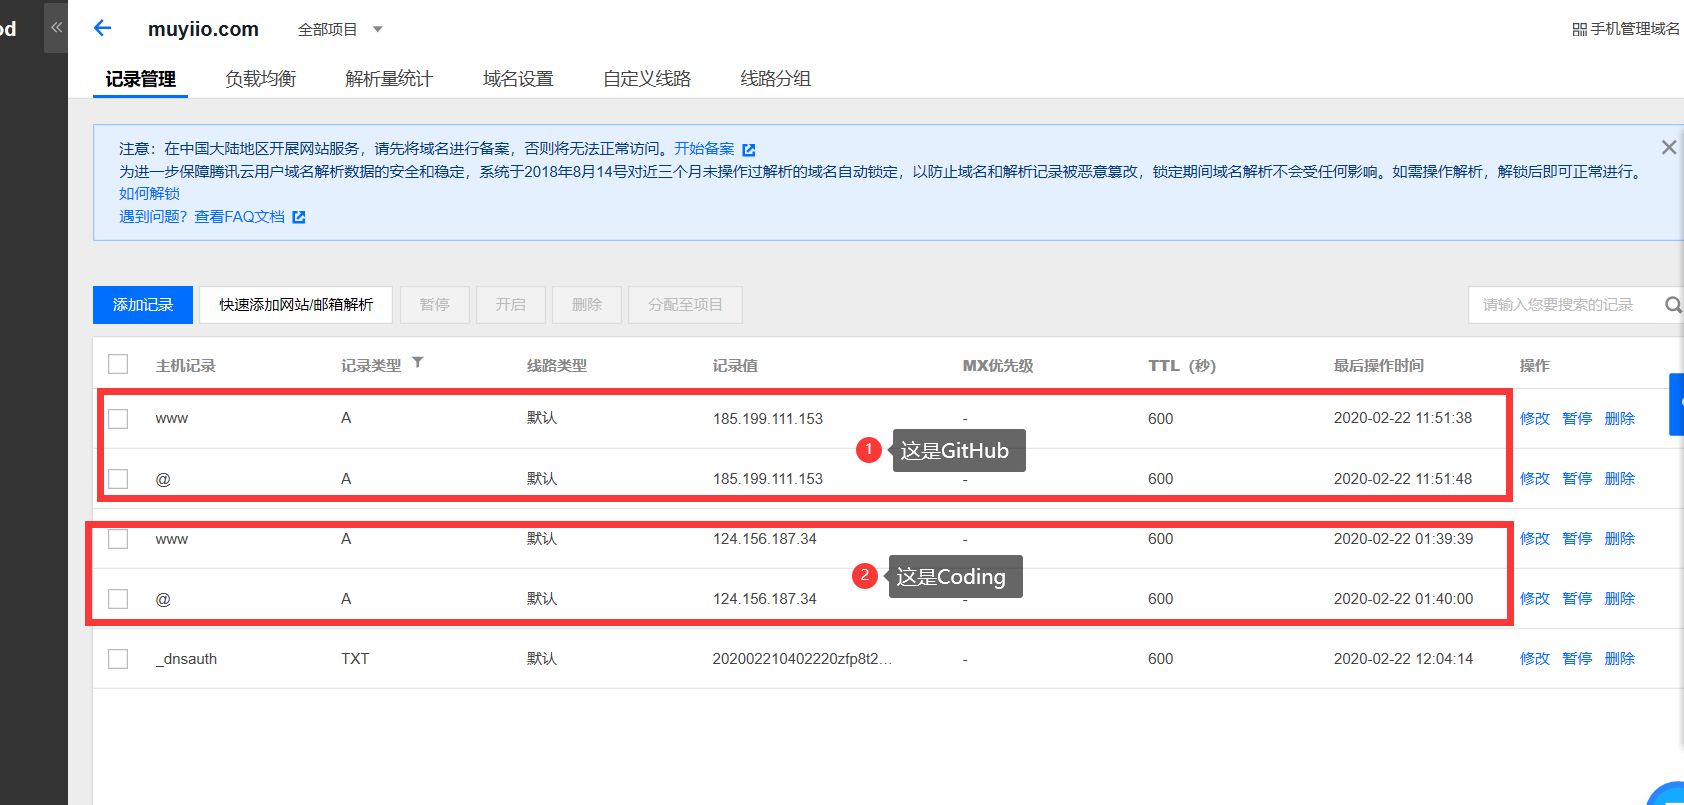 od
«
muyiio.com 全部项目
手机管理域名
记录管理 负载均衡 解析量统计 域名设置 自定义线路 线路分组
注意：在中国大陆地区开展网站服务，请先将域名进行备案，否则将无法正常访问。开始备案
为进一步保障腾讯云用户域名解析数据的安全和稳定，系统于2018年8月14号对近三个月未操作过解析的域名自动锁定，以防止域名和解析记录被恶意篡改，锁定期间域名解析不会受任何影响。如需操作解析，解锁后即可正常进行。
如何解锁
遇到问题？查看FAQ文档
添加记录 快速添加网站/邮箱解析 暂停 开启 删除 分配至项目 请输入您要搜索的记录
主机记录 记录类型 线路类型 记录值 MX优先级 TTL（秒） 最后操作时间 操作
www A 默认 185.199.111.153 - 600 2020-02-22 11:51:38 修改 暂停 删除
1 这是GitHub
@ A 默认 185.199.111.153 - 600 2020-02-22 11:51:48 修改 暂停 删除
www A 默认 124.156.187.34 - 600 2020-02-22 01:39:39 修改 暂停 删除
2 这是Coding
@ A 默认 124.156.187.34 - 600 2020-02-22 01:40:00 修改 暂停 删除
_dnsauth TXT 默认 202002210402220zfp8t2... - 600 2020-02-22 12:04:14 修改 暂停 删除